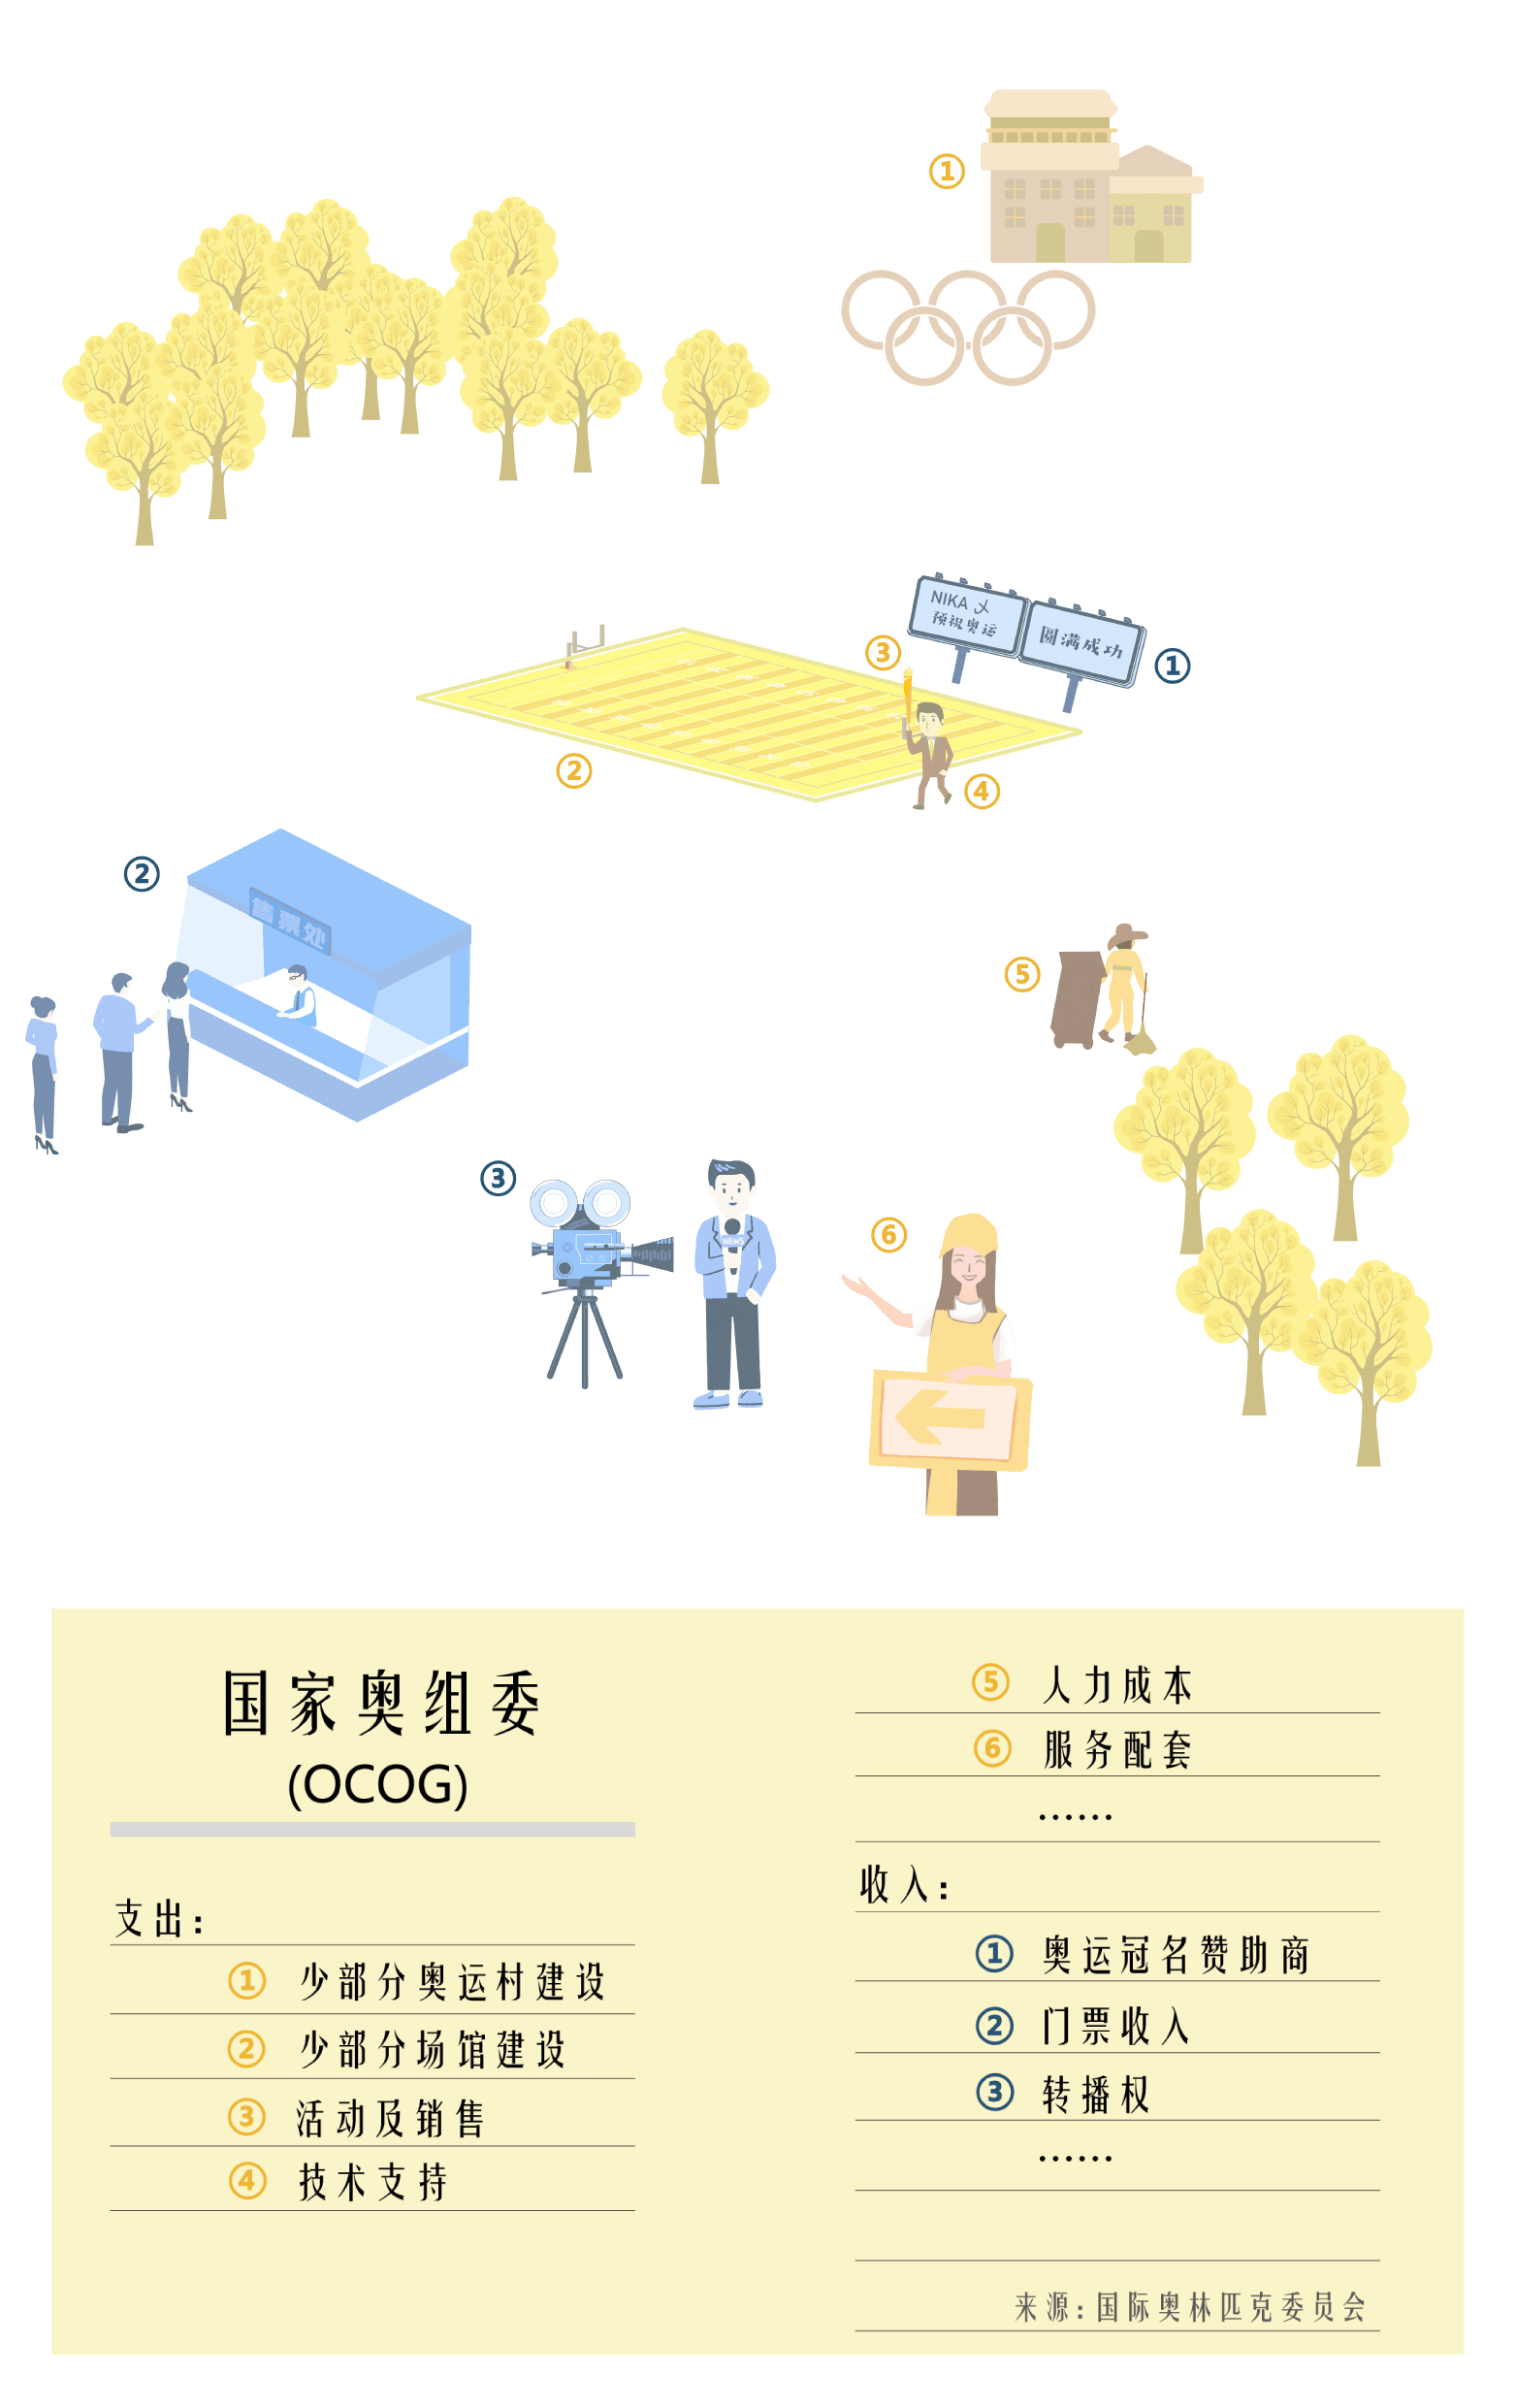 ①
NIKA
预祝奥运
圆满成功
①
③
②
④
②
售票处
⑤
③
NEWS
⑥
国家奥组委
(OCOG)
支出:
① 少部分奥运村建设
② 少部分场馆建设
③ 活动及销售
④ 技术支持
⑤ 人力成本
⑥ 服务配套
……
收入:
① 奥运冠名赞助商
② 门票收入
③ 转播权
……
来源:国际奥林匹克委员会